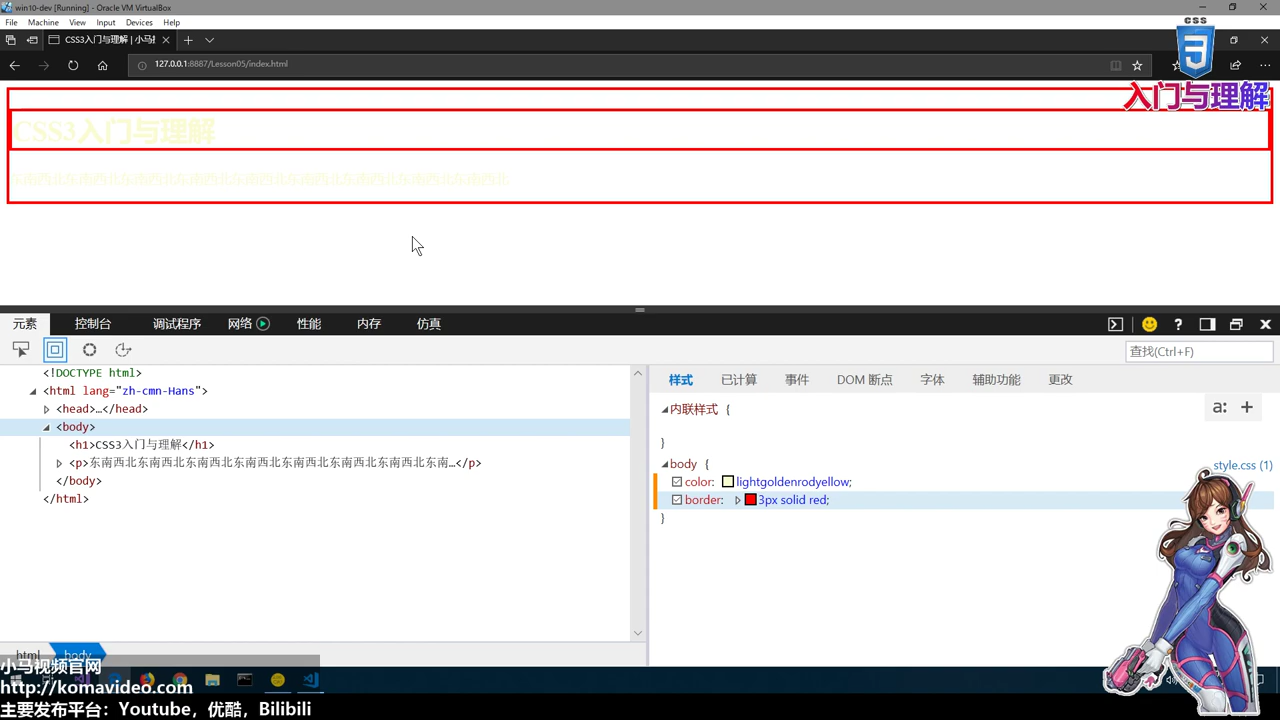 win10-dev [Running] - Oracle VM VirtualBox
File Machine View Input Devices Help
CSS3入门与理解 | 小马
127.0.0.1:8887/Lesson05/index.html
CSS
3
入门与理解
CSS3入门与理解
东南西北东南西北东南西北东南西北东南西北东南西北东南西北东南西北东南西北
元素 控制台 调试程序 网络 性能 内存 仿真
查找(Ctrl+F)
<!DOCTYPE html>
<html lang="zh-cmn-Hans">
<head>…</head>
<body>
<h1>CSS3入门与理解</h1>
<p>东南西北东南西北东南西北东南西北东南西北东南西北东南…</p>
</body>
</html>
样式 已计算 事件 DOM 断点 字体 辅助功能 更改
内联样式 {
a: +
}
body {
style.css (1)
color: lightgoldenrodyellow;
border: 3px solid red;
}
html body
小马视频官网
http://komavideo.com
主要发布平台：Youtube，优酷，Bilibili